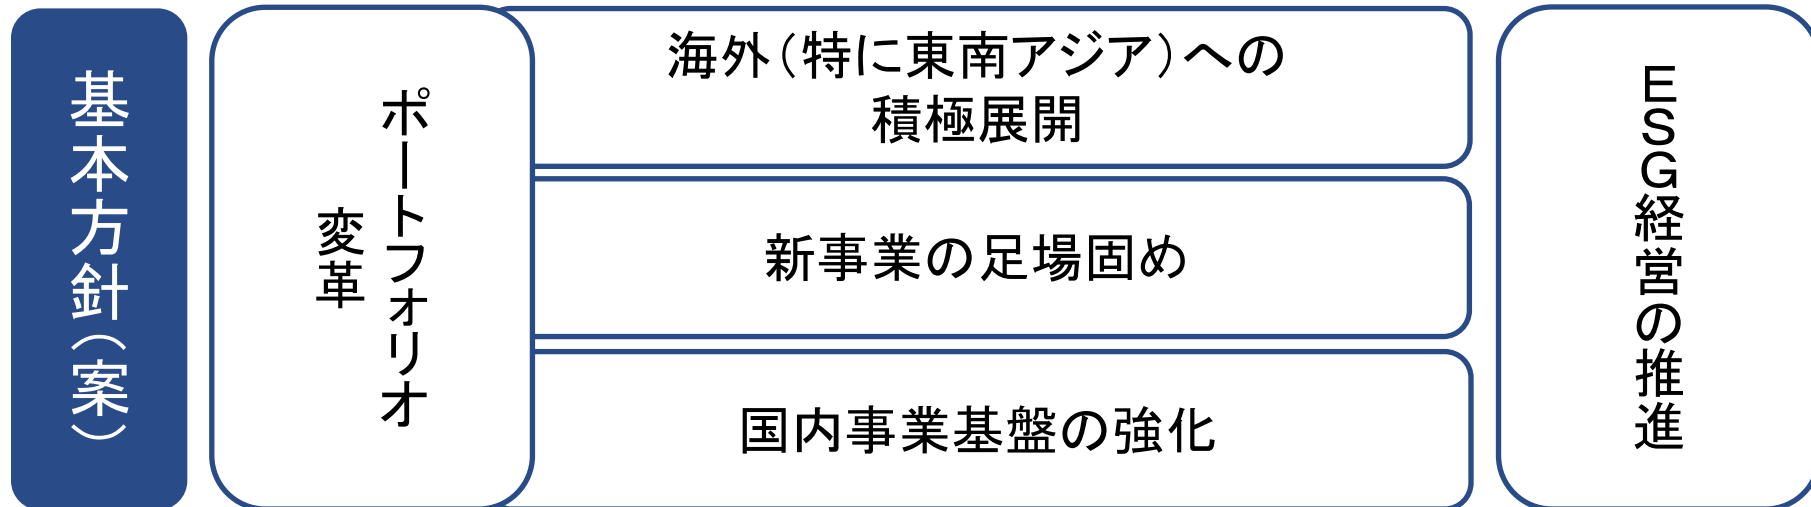 基本方針（案）
ポートフォリオ
変革
海外（特に東南アジア）への
積極展開
新事業の足場固め
国内事業基盤の強化
ＥＳＧ経営の推進